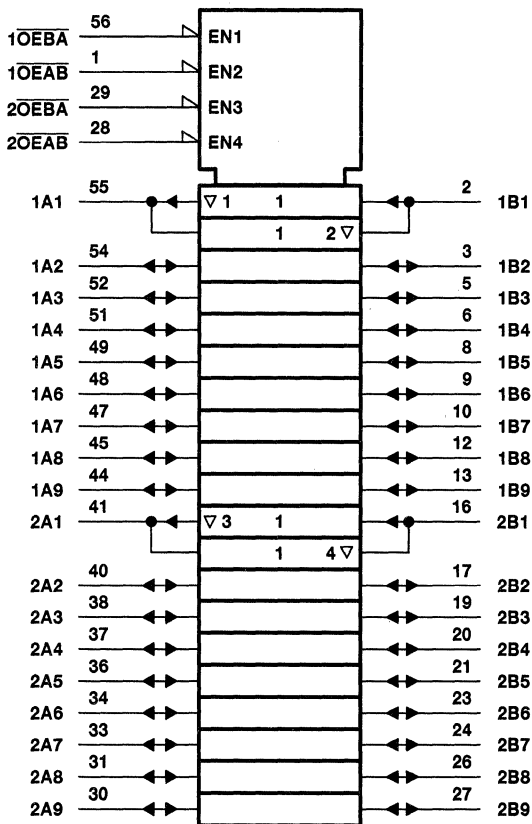 56
1O̅E̅B̅A̅ EN1
1
1O̅E̅A̅B̅ EN2
29
2O̅E̅B̅A̅ EN3
28
2O̅E̅A̅B̅ EN4
55 2
1A1 ▽ 1 1 1B1
1 2 ▽
54 3
1A2 1B2
52 5
1A3 1B3
51 6
1A4 1B4
49 8
1A5 1B5
48 9
1A6 1B6
47 10
1A7 1B7
45 12
1A8 1B8
44 13
1A9 1B9
41 16
2A1 ▽ 3 1 2B1
1 4 ▽
40 17
2A2 2B2
38 19
2A3 2B3
37 20
2A4 2B4
36 21
2A5 2B5
34 23
2A6 2B6
33 24
2A7 2B7
31 26
2A8 2B8
30 27
2A9 2B9